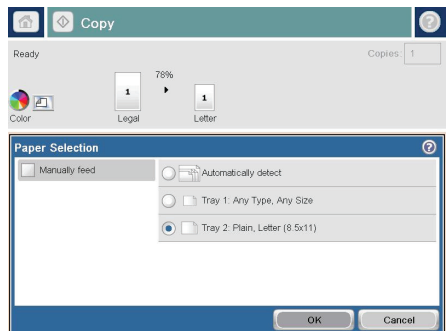 Copy
Ready
Copies: 1
78%
1
1
Color
Legal
Letter
Paper Selection
Manually feed
Automatically detect
Tray 1: Any Type, Any Size
Tray 2: Plain, Letter (8.5x11)
OK
Cancel